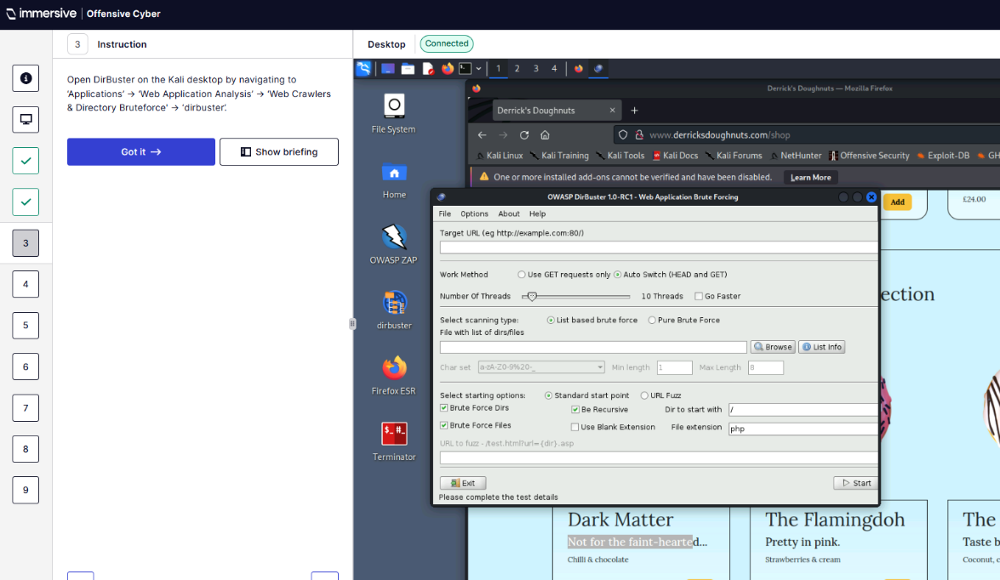 immersive | Offensive Cyber
3 Instruction
Open DirBuster on the Kali desktop by navigating to
'Applications' → 'Web Application Analysis' → 'Web Crawlers
& Directory Bruteforce' → 'dirbuster'.
Got it →
Show briefing
3
4
5
6
7
8
9
Desktop Connected
1 2 3 4
File System
Home
OWASP ZAP
dirbuster
Firefox ESR
Terminator
Derrick's Doughnuts — Mozilla Firefox
Derrick's Doughnuts × +
www.derricksdoughnuts.com/shop
Kali Linux Kali Training Kali Tools Kali Docs Kali Forums NetHunter Offensive Security Exploit-DB GH
One or more installed add-ons cannot be verified and have been disabled. Learn More
Add £24.00
OWASP DirBuster 1.0-RC1 - Web Application Brute Forcing
File Options About Help
Target URL (eg http://example.com:80/)
Work Method Use GET requests only Auto Switch (HEAD and GET)
Number Of Threads 10 Threads Go Faster
Select scanning type: List based brute force Pure Brute Force
File with list of dirs/files
Browse List Info
Char set a-zA-Z0-9%20-_ Min length 1 Max Length 8
Select starting options: Standard start point URL Fuzz
Brute Force Dirs Be Recursive Dir to start with /
Brute Force Files Use Blank Extension File extension php
URL to fuzz - /test.html?url={dir}.asp
Exit Start
Please complete the test details
ection
Dark Matter
Not for the faint-hearted...
Chilli & chocolate
The Flamingdoh
Pretty in pink.
Strawberries & cream
The
Taste b
Coconut, c